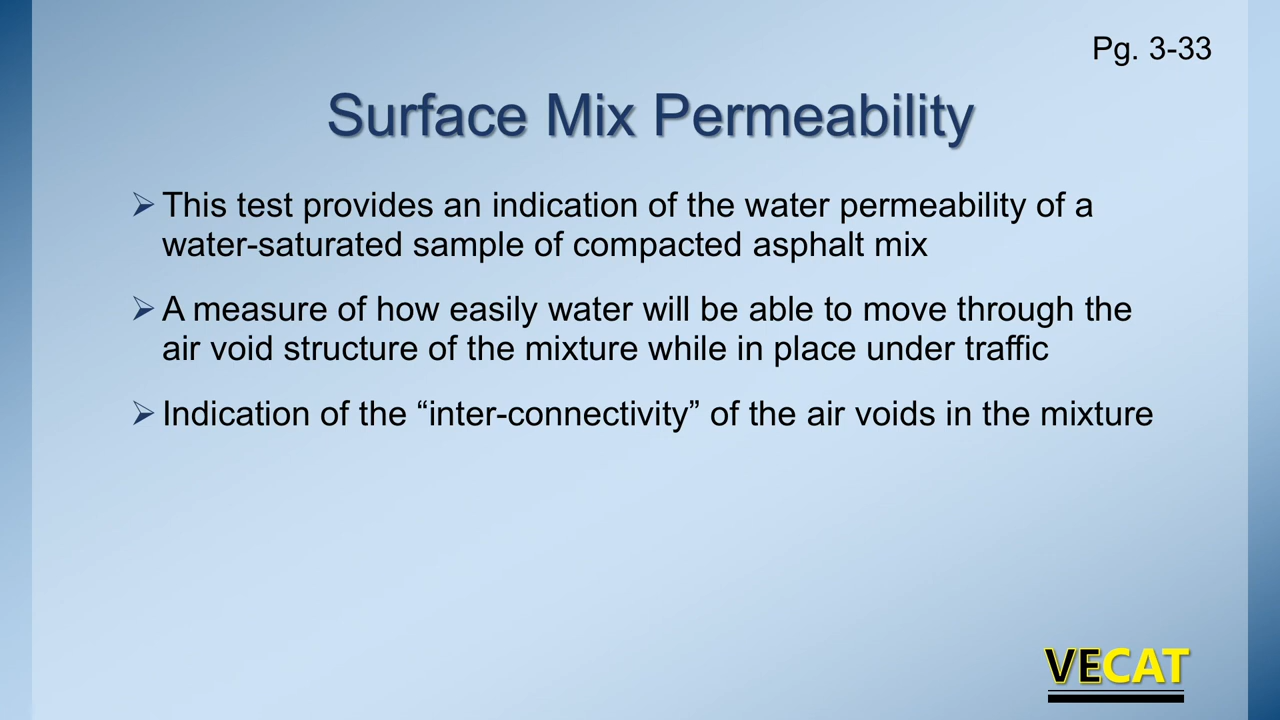 Pg. 3-33
Surface Mix Permeability
This test provides an indication of the water permeability of a
water-saturated sample of compacted asphalt mix
A measure of how easily water will be able to move through the
air void structure of the mixture while in place under traffic
Indication of the “inter-connectivity” of the air voids in the mixture
VECAT